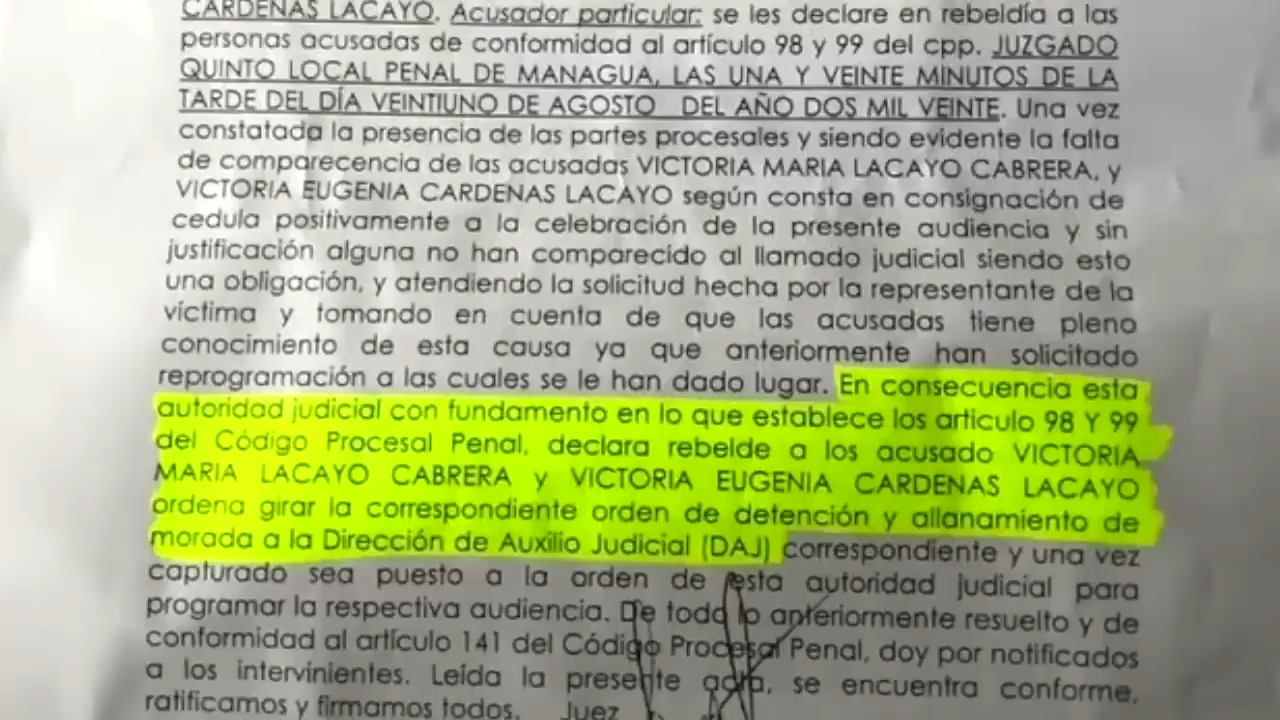 CARDENAS LACAYO. Acusador particular: se les declare en rebeldía a las
personas acusadas de conformidad al artículo 98 y 99 del cpp. JUZGADO
QUINTO LOCAL PENAL DE MANAGUA, LAS UNA Y VEINTE MINUTOS DE LA
TARDE DEL DÍA VEINTIUNO DE AGOSTO DEL AÑO DOS MIL VEINTE. Una vez
constatada la presencia de las partes procesales y siendo evidente la falta
de comparecencia de las acusadas VICTORIA MARIA LACAYO CABRERA, y
VICTORIA EUGENIA CARDENAS LACAYO según consta en consignación de
cedula positivamente a la celebración de la presente audiencia y sin
justificación alguna no han comparecido al llamado judicial siendo esto
una obligación, y atendiendo la solicitud hecha por la representante de la
víctima y tomando en cuenta de que las acusadas tiene pleno
conocimiento de esta causa ya que anteriormente han solicitado
reprogramación a las cuales se le han dado lugar. En consecuencia esta
autoridad judicial con fundamento en lo que establece los articulo 98 Y 99
del Código Procesal Penal, declara rebelde a los acusado VICTORIA
MARIA LACAYO CABRERA y VICTORIA EUGENIA CARDENAS LACAYO
ordena girar la correspondiente orden de detención y allanamiento de
morada a la Dirección de Auxilio Judicial (DAJ) correspondiente y una vez
capturado sea puesto a la orden de esta autoridad judicial para
programar la respectiva audiencia. De todo lo anteriormente resuelto y de
conformidad al artículo 141 del Código Procesal Penal, doy por notificados
a los intervinientes. Leída la presente acta, se encuentra conforme,
ratificamos y firmamos todos. Juez